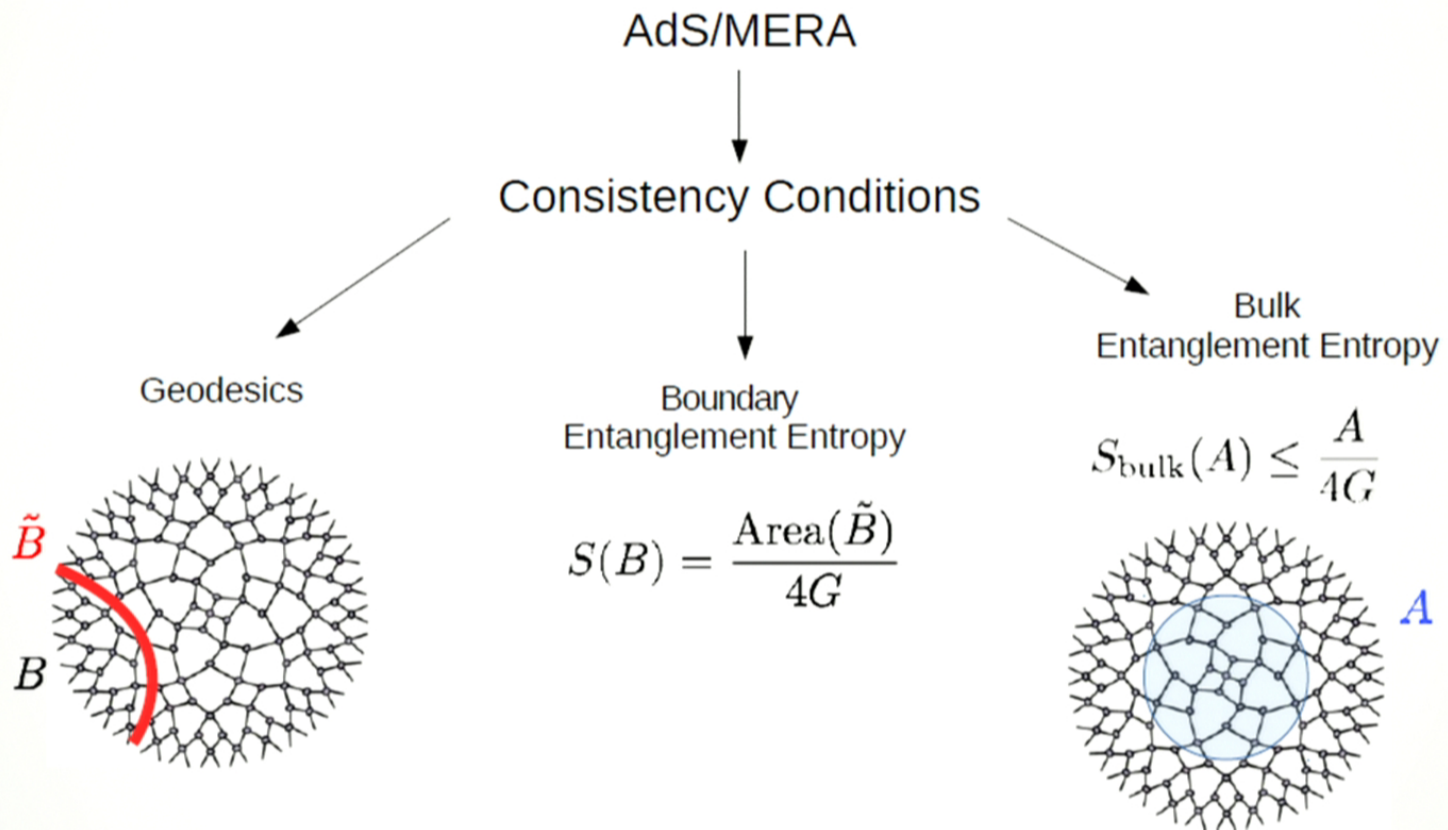 AdS/MERA
Consistency Conditions
Geodesics
B̃
B
Boundary
Entanglement Entropy
S(B) = Area(B̃) / 4G
Bulk
Entanglement Entropy
S_bulk(A) ≤ A / 4G
A